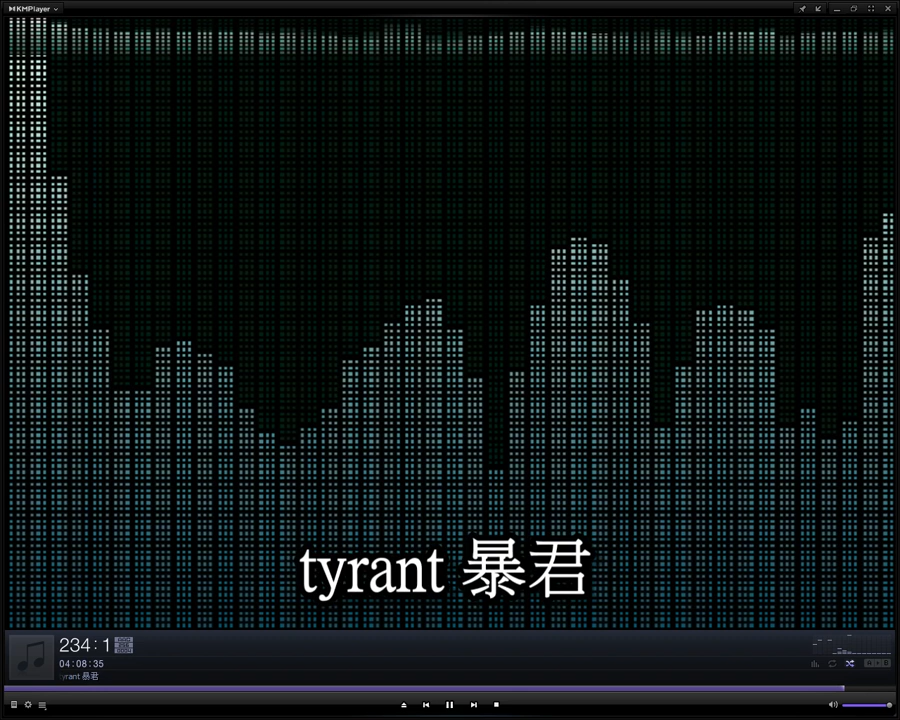 KMPlayer
tyrant 暴君
234:1
04:08:35
tyrant 暴君
A B